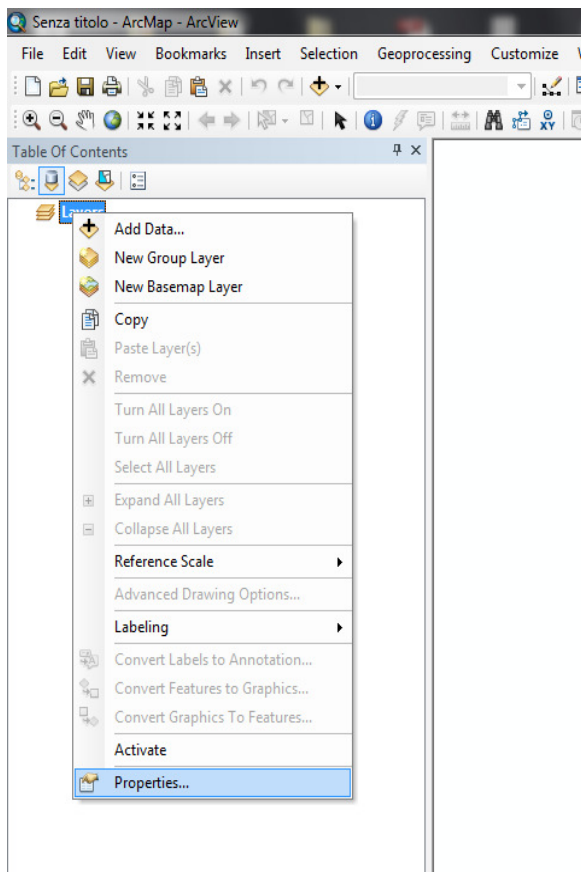 Senza titolo - ArcMap - ArcView
File Edit View Bookmarks Insert Selection Geoprocessing Customize
Table Of Contents
Layers
Add Data...
New Group Layer
New Basemap Layer
Copy
Paste Layer(s)
Remove
Turn All Layers On
Turn All Layers Off
Select All Layers
Expand All Layers
Collapse All Layers
Reference Scale
Advanced Drawing Options...
Labeling
Convert Labels to Annotation...
Convert Features to Graphics...
Convert Graphics To Features...
Activate
Properties...